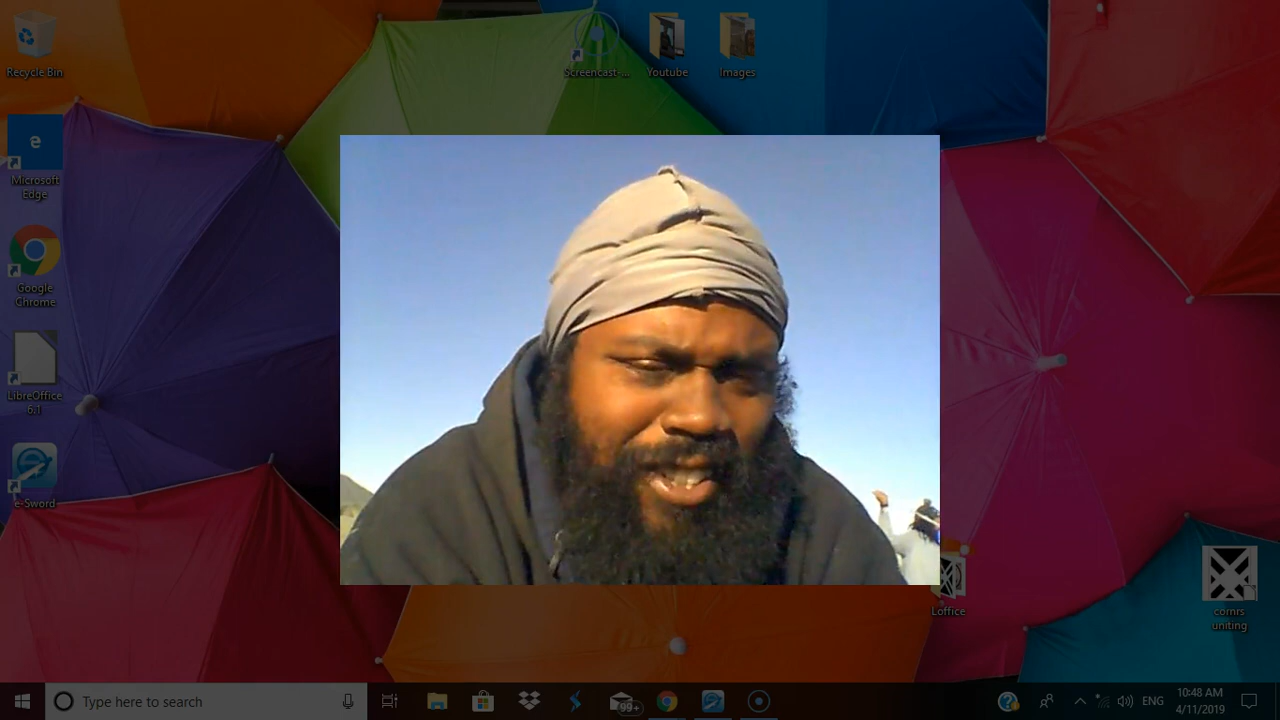 Recycle Bin
Screencast-...
Youtube
Images
Microsoft
Edge
Google
Chrome
LibreOffice
6.1
e-Sword
Loffice
cornrs
uniting
Type here to search
99+
ENG
10:48 AM
4/11/2019